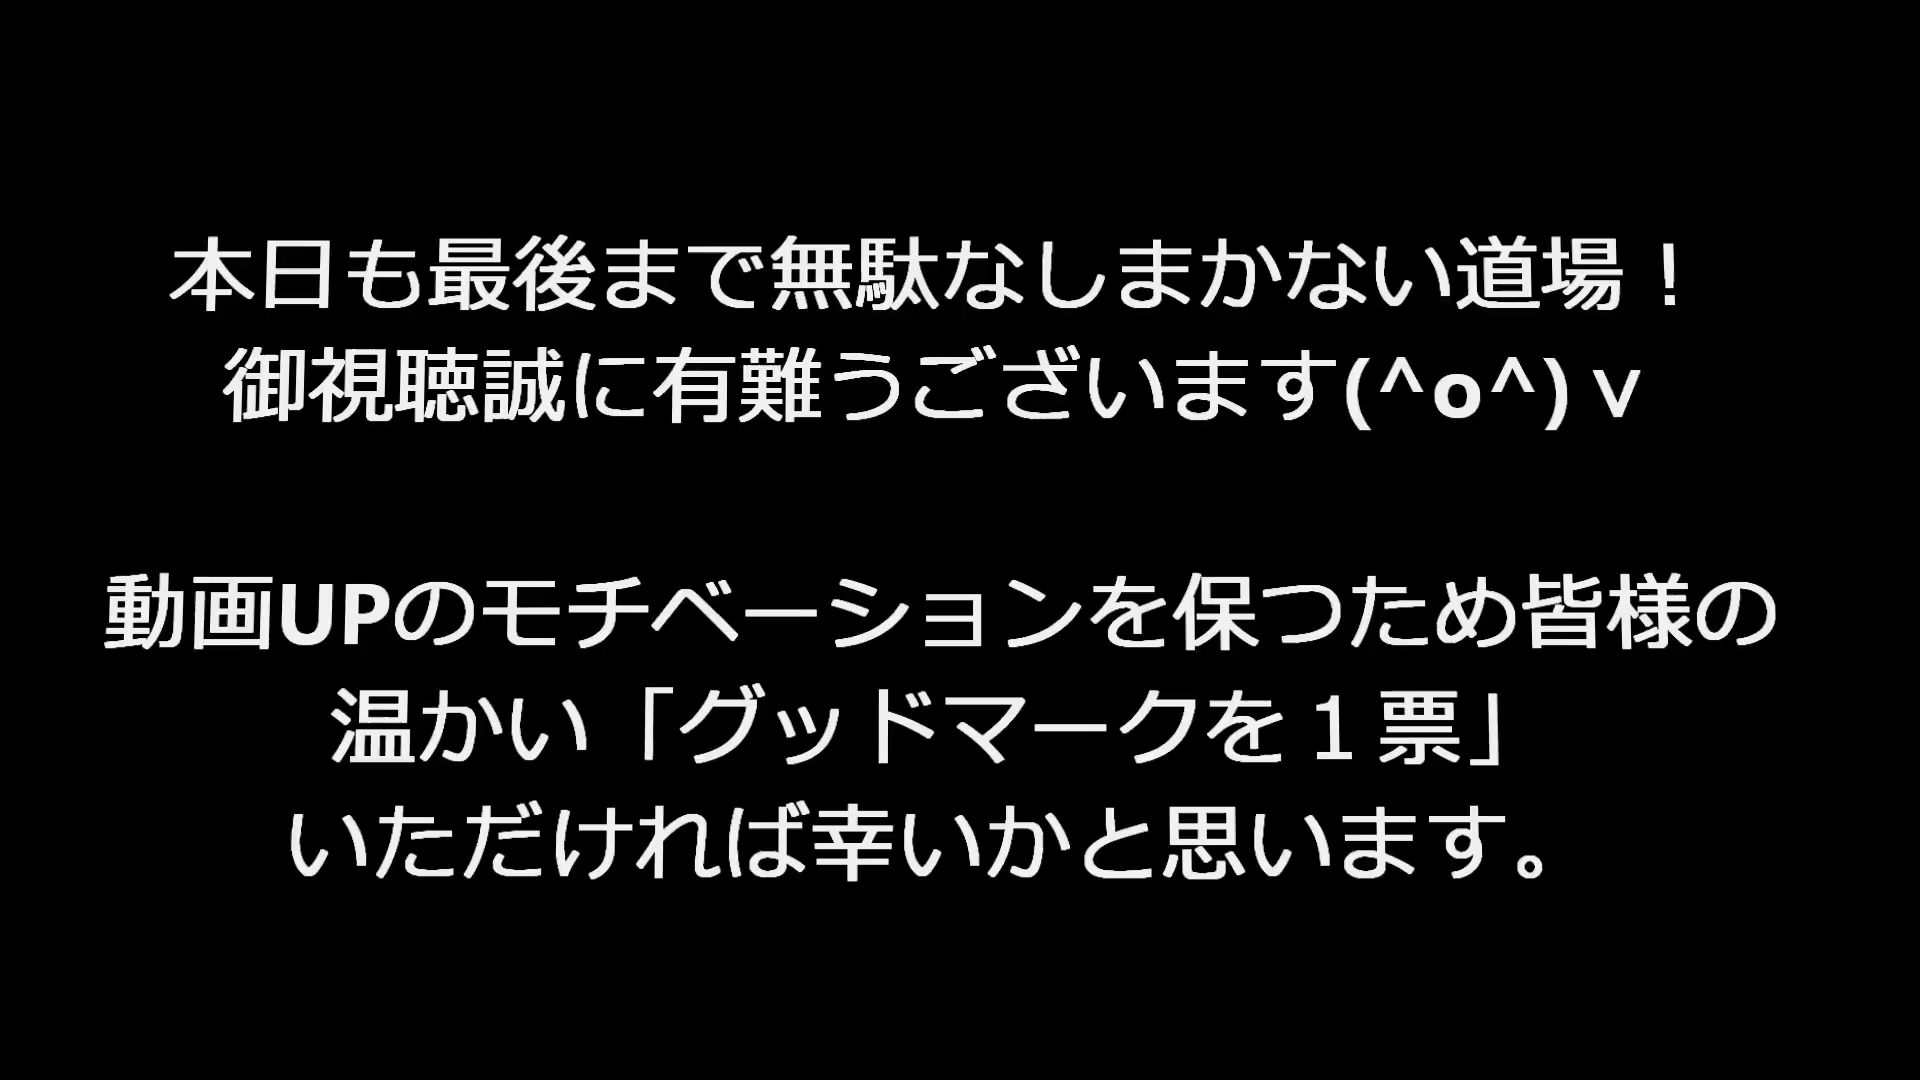 本日も最後まで無駄なしまかない道場！
御視聴誠に有難うございます(^o^)ｖ
動画UPのモチベーションを保つため皆様の
温かい「グッドマークを１票」
いただければ幸いかと思います。